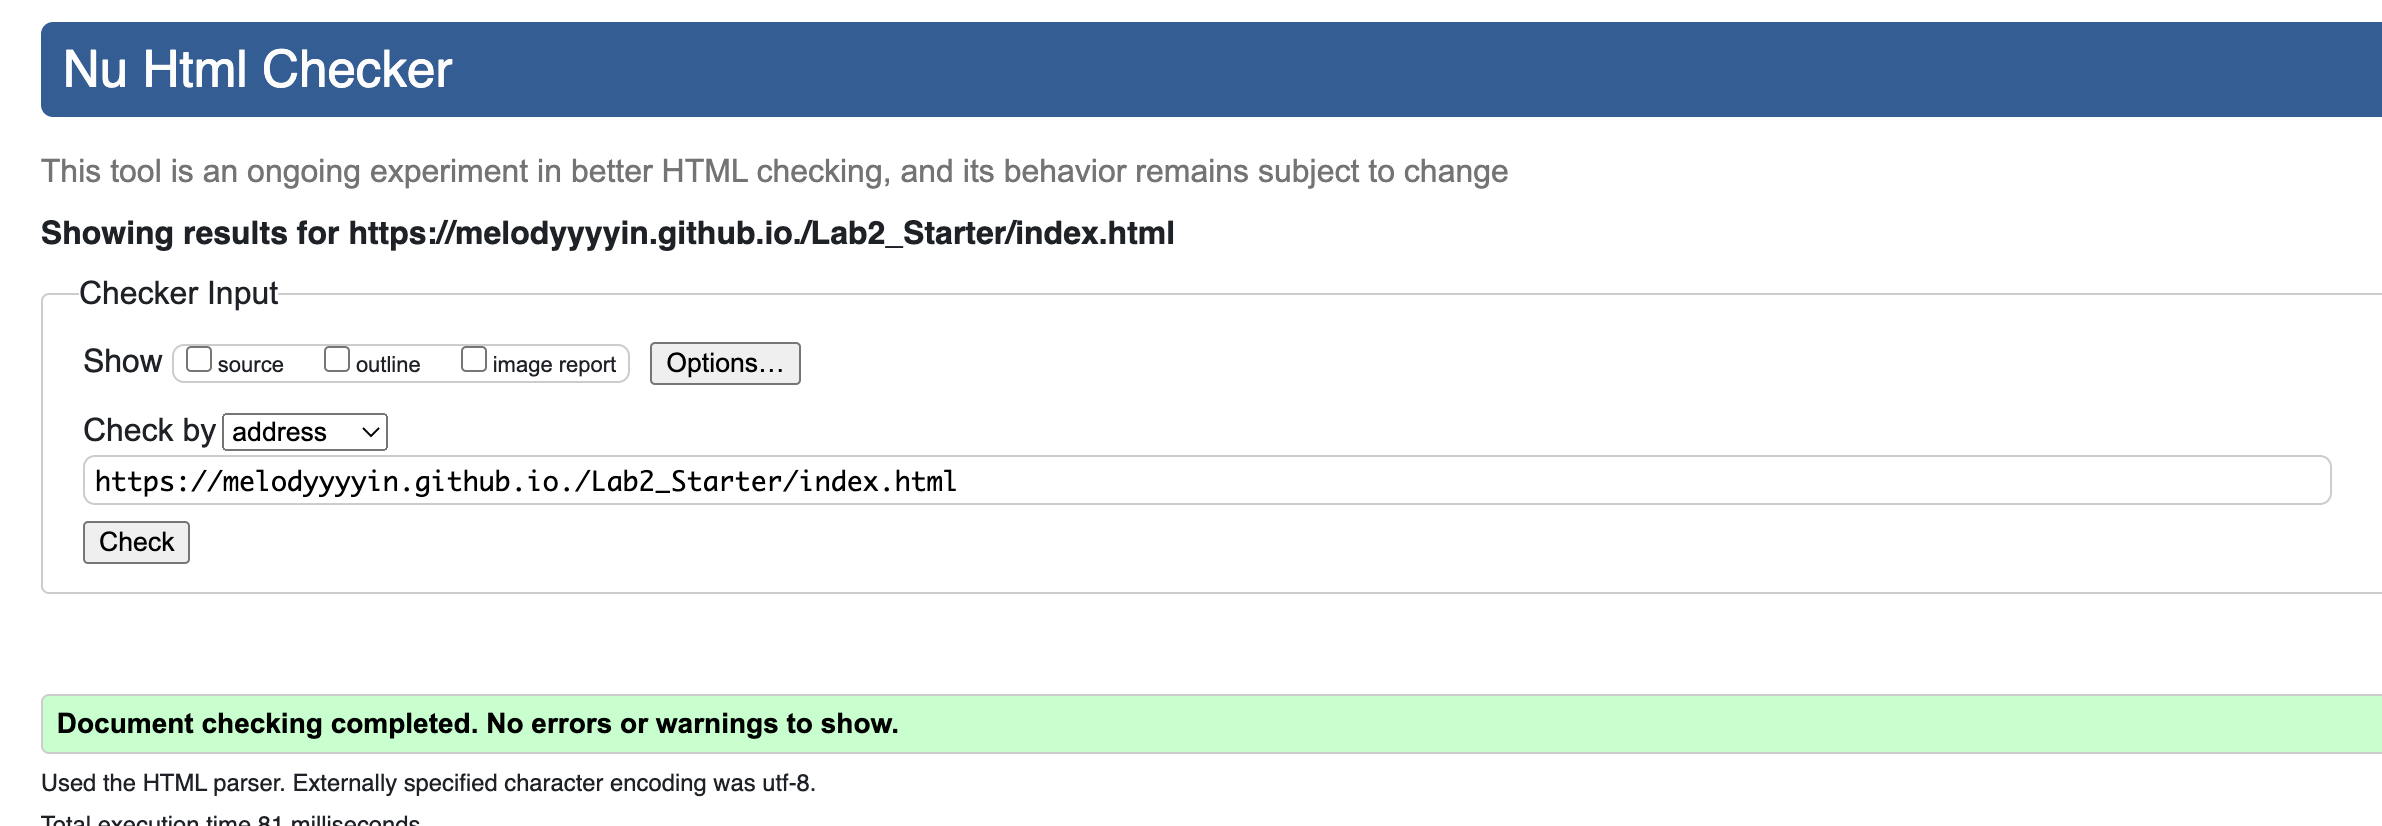 Nu Html Checker
This tool is an ongoing experiment in better HTML checking, and its behavior remains subject to change
Showing results for https://melodyyyyin.github.io./Lab2_Starter/index.html
Checker Input
Show source outline image report Options...
Check by address
https://melodyyyyin.github.io./Lab2_Starter/index.html
Check
Document checking completed. No errors or warnings to show.
Used the HTML parser. Externally specified character encoding was utf-8.
Total execution time 81 milliseconds.